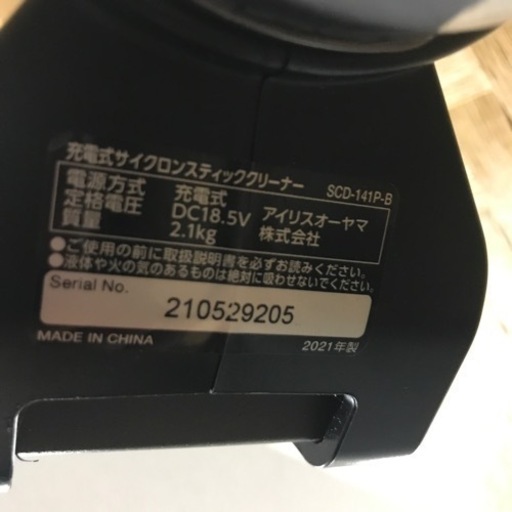 充電式サイクロンスティッククリーナー SCD-141P-B
電源方式 充電式
定格電圧 DC18.5V アイリスオーヤマ
質量 2.1kg 株式会社
●ご使用の前に取扱説明書を必ずお読みください。
●液体や火の気のあるものは絶対に吸わせないでください。
Serial No.
210529205
MADE IN CHINA 2021年製